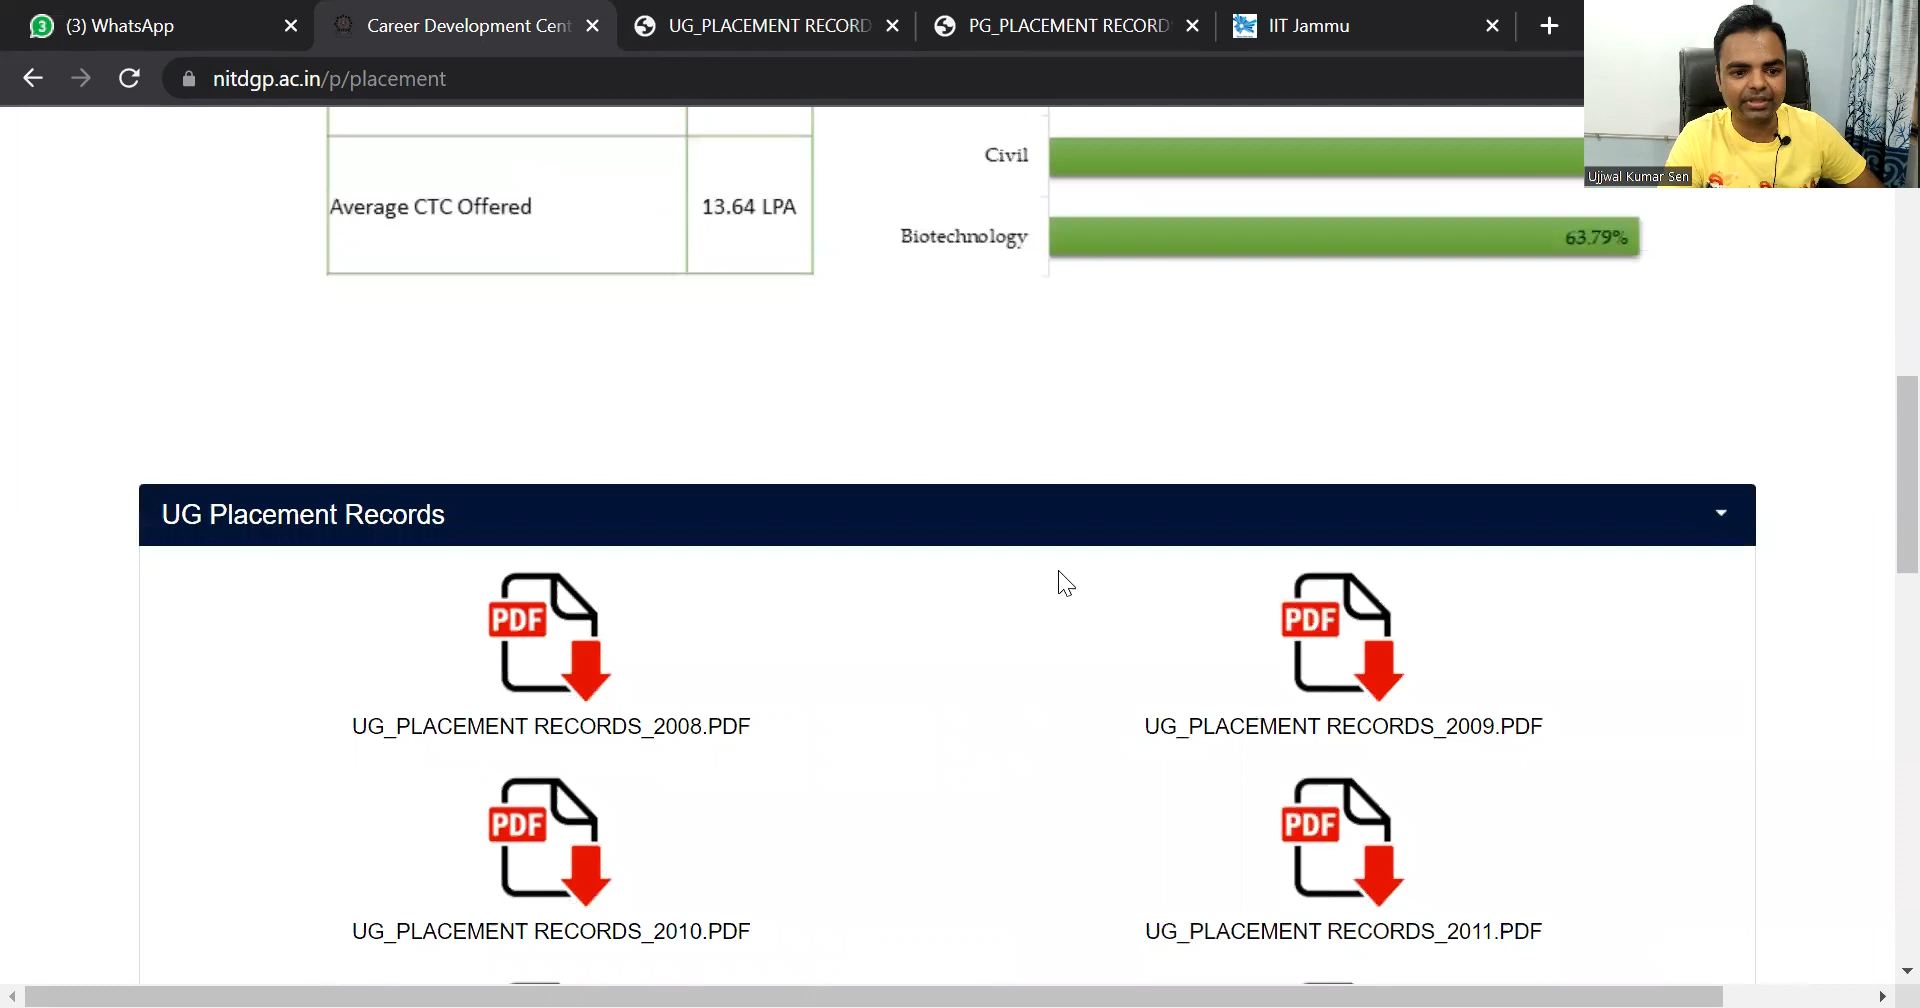 (3) WhatsApp
Career Development Cent
UG_PLACEMENT RECORD
PG_PLACEMENT RECORD
IIT Jammu
nitdgp.ac.in/p/placement
Ujjwal Kumar Sen
Civil
Average CTC Offered
13.64 LPA
Biotechnology
63.79%
UG Placement Records
PDF
PDF
UG_PLACEMENT RECORDS_2008.PDF
UG_PLACEMENT RECORDS_2009.PDF
PDF
PDF
UG_PLACEMENT RECORDS_2010.PDF
UG_PLACEMENT RECORDS_2011.PDF